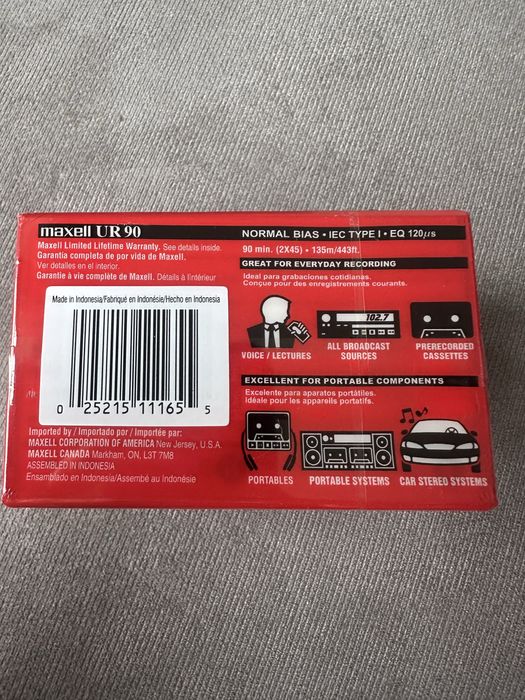 maxell UR 90
Maxell Limited Lifetime Warranty. See details inside.
Garantía completa de por vida de Maxell.
Ver detalles en el interior.
Garantie à vie complète de Maxell. Détails à l'intérieur
Made in Indonesia/Fabriqué en Indonésie/Hecho en Indonesia
0 25215 11165 5
Imported by / Importado por / Importée par:
MAXELL CORPORATION OF AMERICA New Jersey, U.S.A.
MAXELL CANADA Markham, ON, L3T 7M8
ASSEMBLED IN INDONESIA
Ensamblado en Indonesia/Assembé au Indonésie
NORMAL BIAS • IEC TYPE I • EQ 120µs
90 min. (2X45) • 135m/443ft.
GREAT FOR EVERYDAY RECORDING
Ideal para grabaciones cotidianas.
Conçue pour des enregistrements courants.
102.7
VOICE / LECTURES
ALL BROADCAST SOURCES
PRERECORDED CASSETTES
EXCELLENT FOR PORTABLE COMPONENTS
Excelente para aparatos portátiles.
Idéale pour les appareils portatifs.
PORTABLES
PORTABLE SYSTEMS
CAR STEREO SYSTEMS